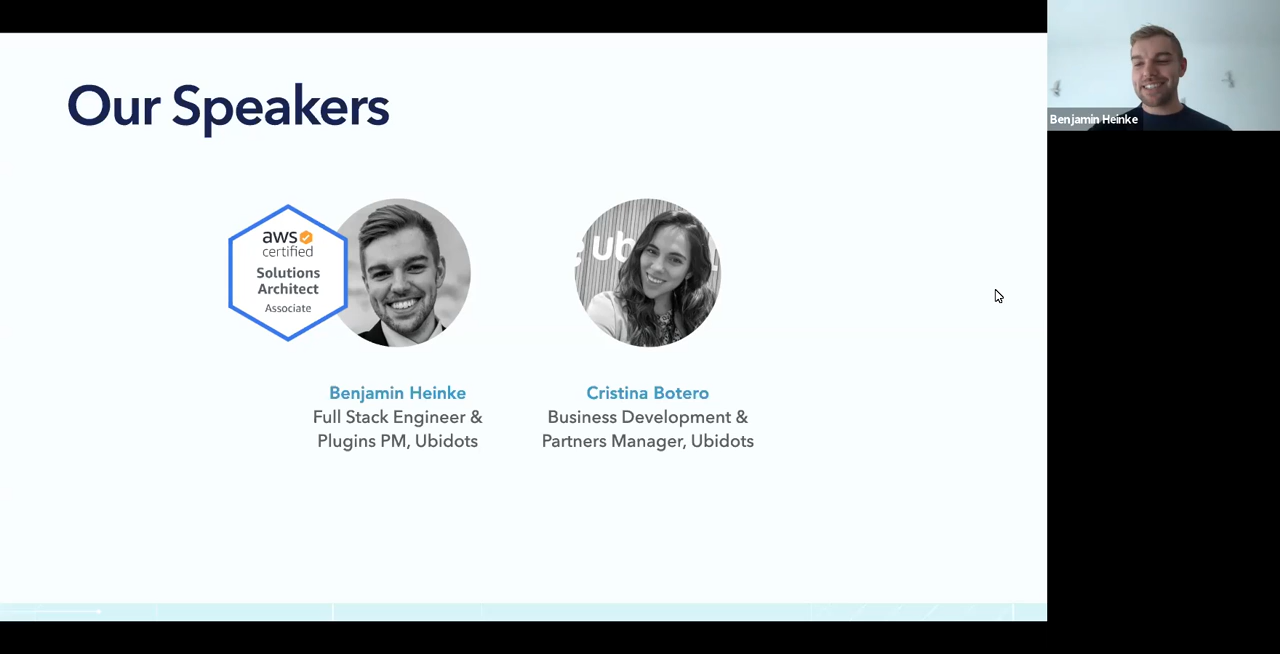 Our Speakers
Benjamin Heinke
aws
certified
Solutions
Architect
Associate
ub
Benjamin Heinke
Full Stack Engineer &
Plugins PM, Ubidots
Cristina Botero
Business Development &
Partners Manager, Ubidots